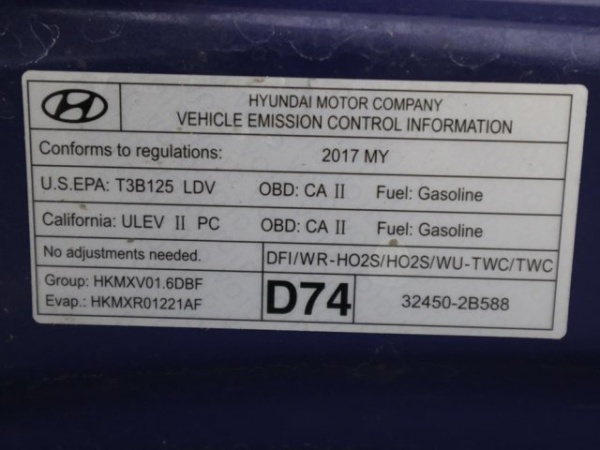 HYUNDAI MOTOR COMPANY
VEHICLE EMISSION CONTROL INFORMATION
Conforms to regulations: 2017 MY
U.S.EPA: T3B125 LDV OBD: CA II Fuel: Gasoline
California: ULEV II PC OBD: CA II Fuel: Gasoline
No adjustments needed. DFI/WR-HO2S/HO2S/WU-TWC/TWC
Group: HKMXV01.6DBF
Evap.: HKMXR01221AF
D74
32450-2B588